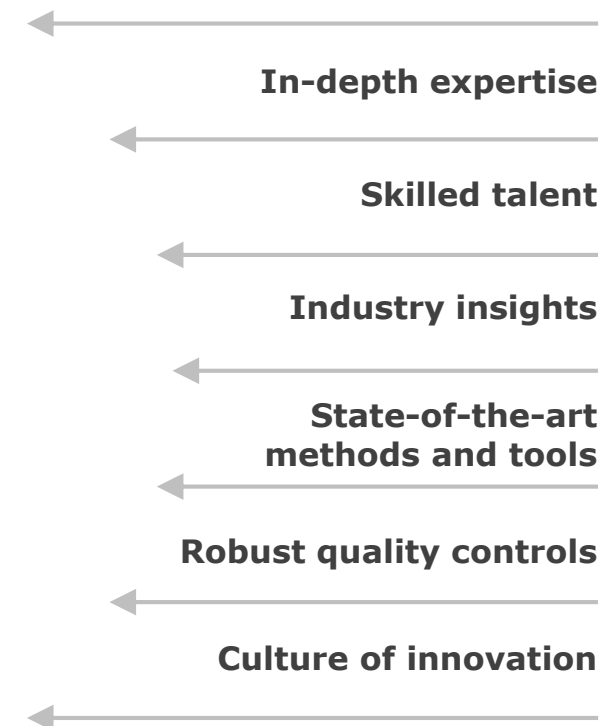 In-depth expertise
Skilled talent
Industry insights
State-of-the-art
methods and tools
Robust quality controls
Culture of innovation